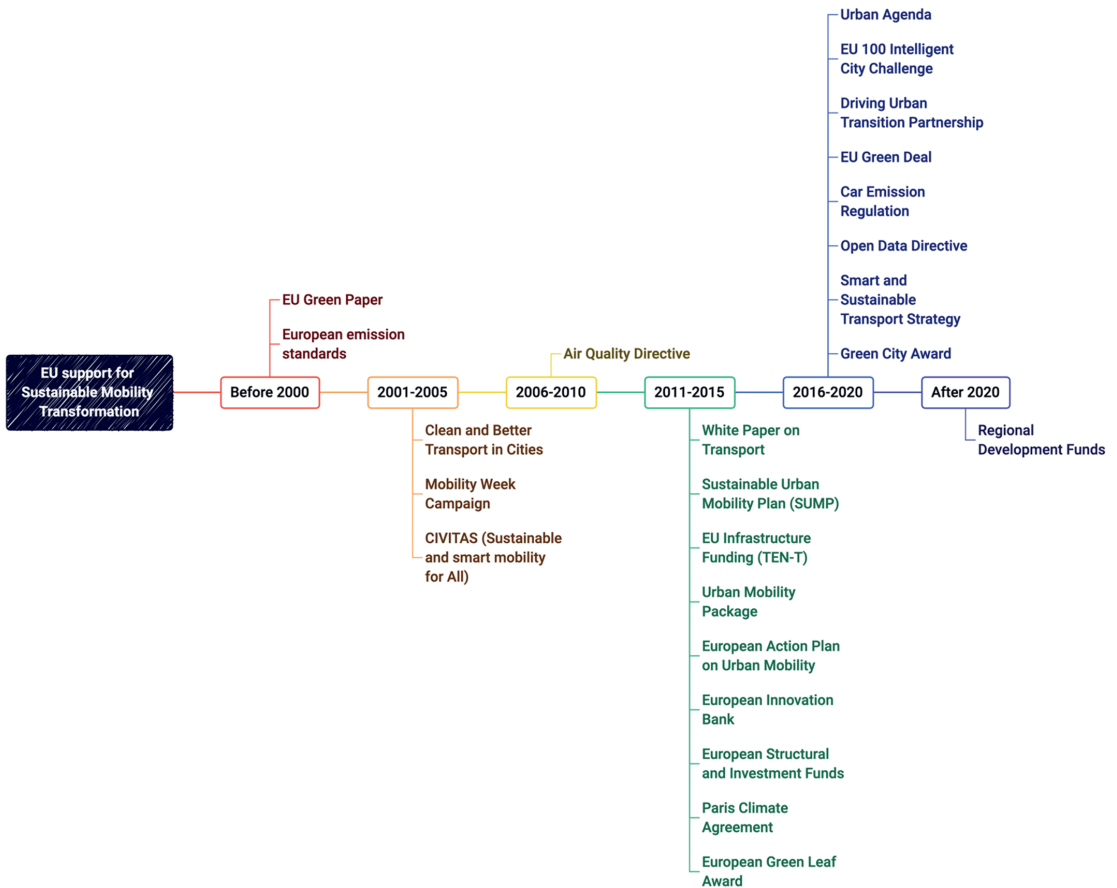 EU support for
Sustainable Mobility
Transformation
Before 2000
EU Green Paper
European emission
standards
2001-2005
Clean and Better
Transport in Cities
Mobility Week
Campaign
CIVITAS (Sustainable
and smart mobility
for All)
2006-2010
Air Quality Directive
2011-2015
White Paper on
Transport
Sustainable Urban
Mobility Plan (SUMP)
EU Infrastructure
Funding (TEN-T)
Urban Mobility
Package
European Action Plan
on Urban Mobility
European Innovation
Bank
European Structural
and Investment Funds
Paris Climate
Agreement
European Green Leaf
Award
2016-2020
Urban Agenda
EU 100 Intelligent
City Challenge
Driving Urban
Transition Partnership
EU Green Deal
Car Emission
Regulation
Open Data Directive
Smart and
Sustainable
Transport Strategy
Green City Award
After 2020
Regional
Development Funds